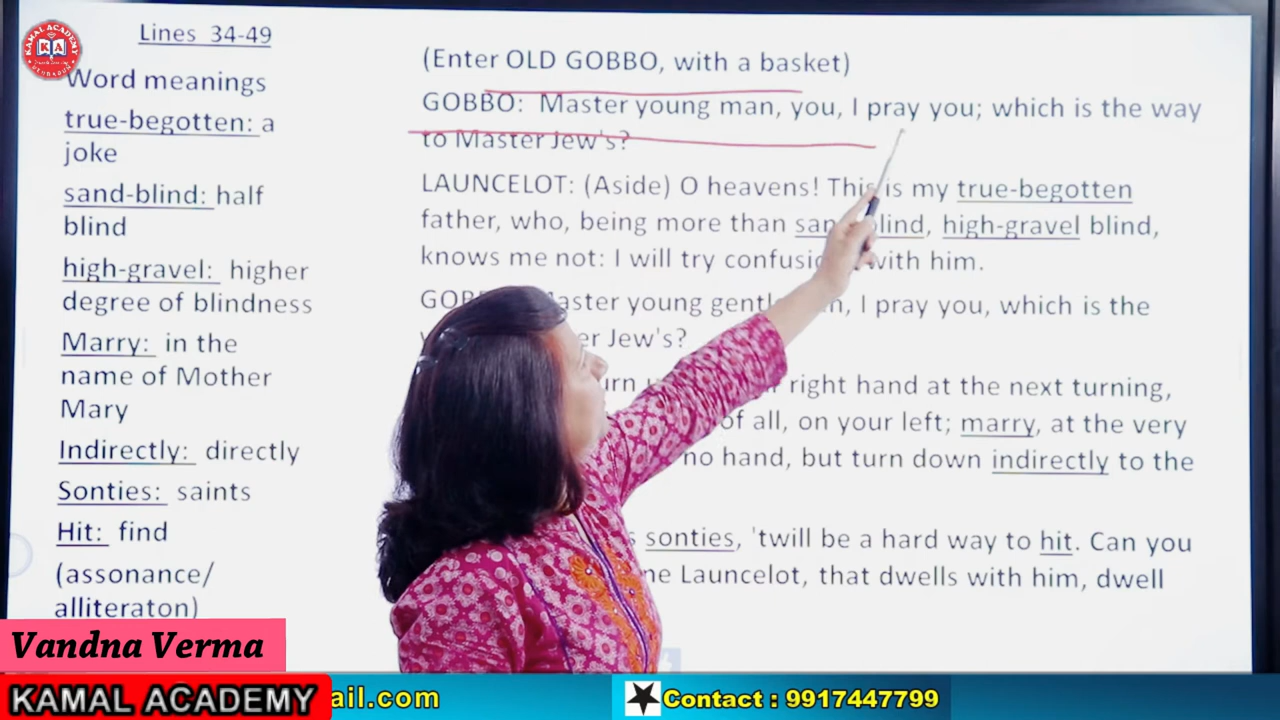 KAMAL ACADEMY
KA
Lines 34-49
Word meanings
true-begotten: a
joke
sand-blind: half
blind
high-gravel: higher
degree of blindness
Marry: in the
name of Mother
Mary
Indirectly: directly
Sonties: saints
Hit: find
(assonance/
alliteraton)
(Enter OLD GOBBO, with a basket)
GOBBO: Master young man, you, I pray you; which is the way
to Master Jew's?
LAUNCELOT: (Aside) O heavens! This is my true-begotten
father, who, being more than sand-blind, high-gravel blind,
knows me not: I will try confusions with him.
GOBBO: Master young gentleman, I pray you, which is the
Jew's?
right hand at the next turning,
of all, on your left; marry, at the very
no hand, but turn down indirectly to the
sonties, 'twill be a hard way to hit. Can you
Launcelot, that dwells with him, dwell
Vandna Verma
KAMAL ACADEMY
ail.com
Contact : 9917447799